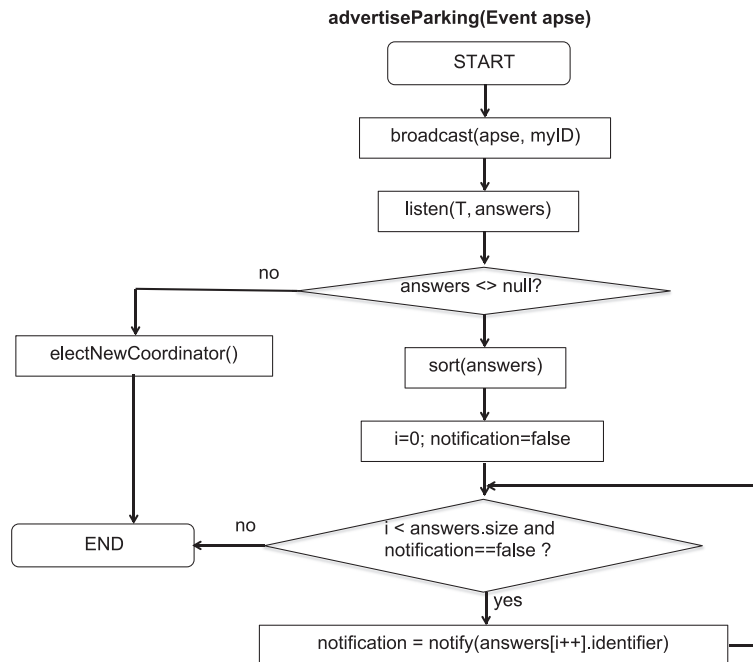 advertiseParking(Event apse)
START
broadcast(apse, myID)
listen(T, answers)
no
answers <> null?
electNewCoordinator()
sort(answers)
i=0; notification=false
no
i < answers.size and
notification==false ?
END
yes
notification = notify(answers[i++].identifier)